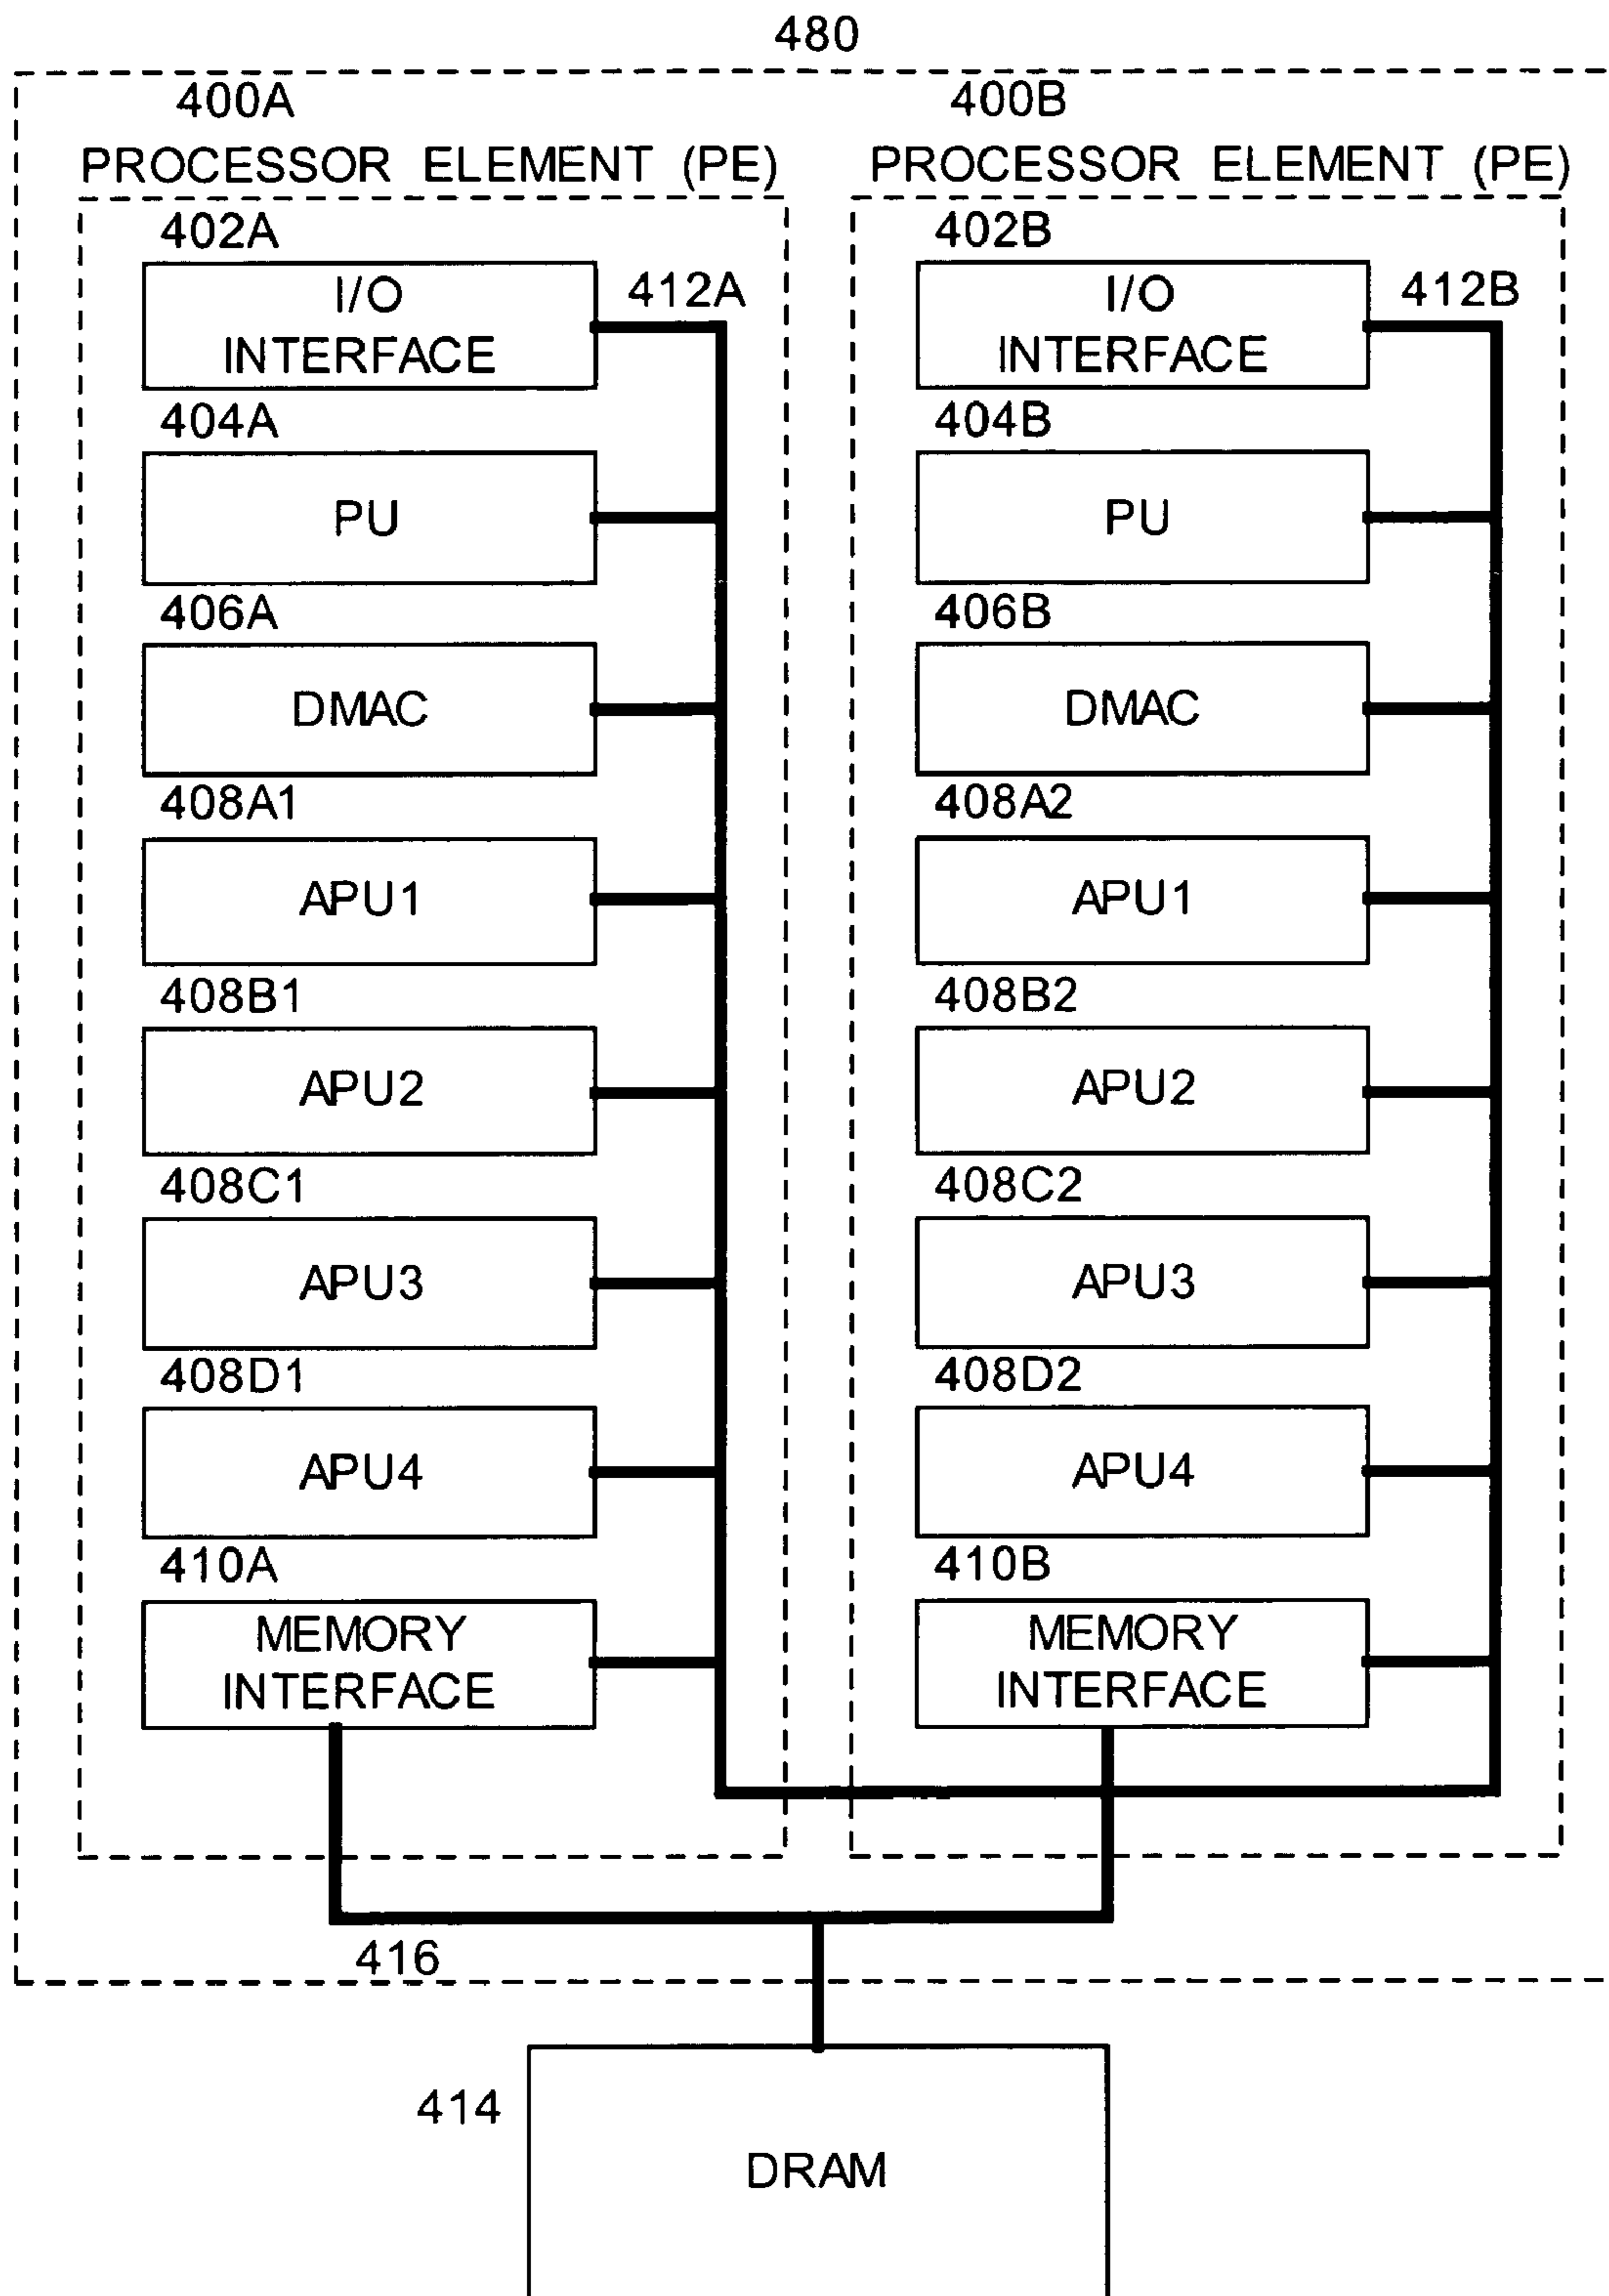 480
400A
PROCESSOR ELEMENT (PE)
402A
I/O
INTERFACE
412A
404A
PU
406A
DMAC
408A1
APU1
408B1
APU2
408C1
APU3
408D1
APU4
410A
MEMORY
INTERFACE
400B
PROCESSOR ELEMENT (PE)
402B
I/O
INTERFACE
412B
404B
PU
406B
DMAC
408A2
APU1
408B2
APU2
408C2
APU3
408D2
APU4
410B
MEMORY
INTERFACE
416
414
DRAM